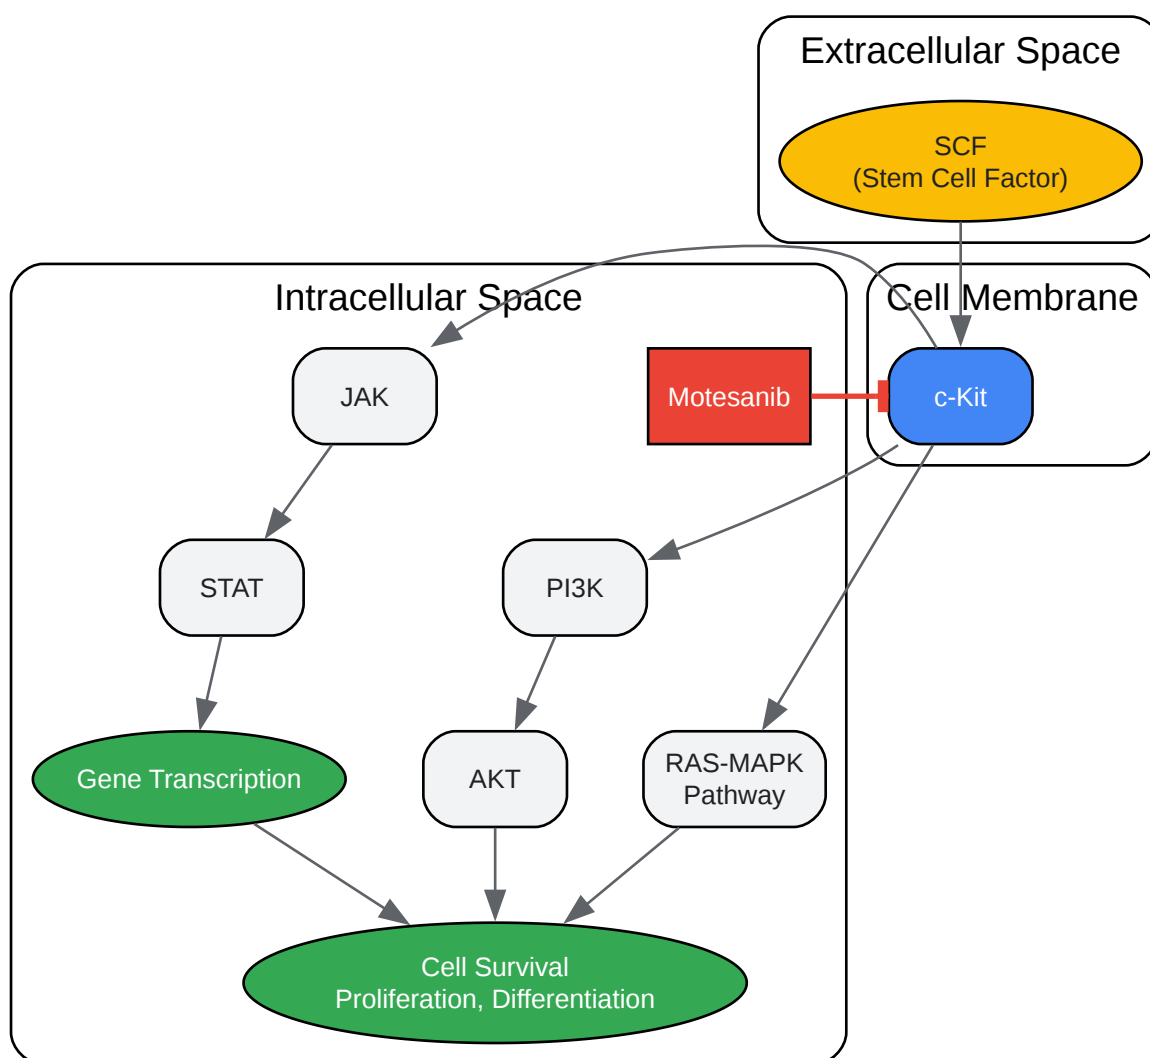 Extracellular Space
SCF
(Stem Cell Factor)
Intracellular Space
Cell Membrane
JAK
Motesanib
c-Kit
STAT
PI3K
Gene Transcription
AKT
RAS-MAPK
Pathway
Cell Survival
Proliferation, Differentiation